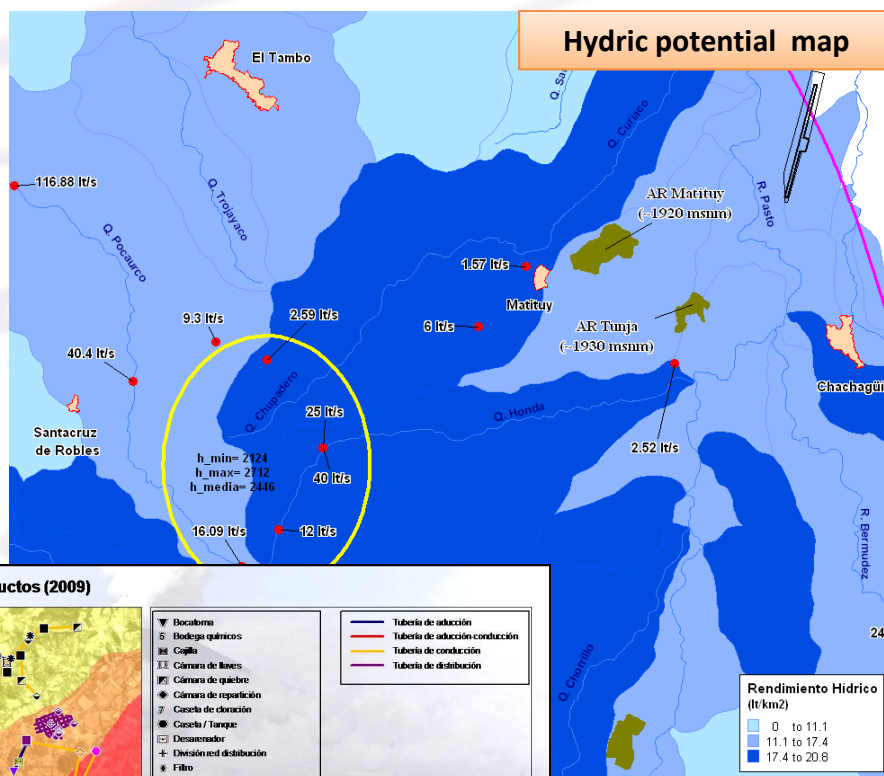 Hydric potential map
El Tambo
Q. Sa
Q. Curiaco
116.88 lt/s
Q. Trojayaco
AR Matituy
(~1920 msnm)
R. Pasto
Q. Pocaurco
1.57 lt/s
Matituy
9.3 lt/s
2.59 lt/s
6 lt/s
AR Tunja
(~1930 msnm)
40.4 lt/s
Chachagüi
Q. Chupadero
25 lt/s
Q. Honda
Santacruz
de Robles
2.52 lt/s
h_min= 2124
h_max= 2712
h_media= 2446
40 lt/s
16.09 lt/s
12 lt/s
R. Bermudez
uctos (2009)
24
Q. Chorrillo
Bocatoma
Bodega químicos
Cajilla
Cámara de llaves
Cámara de quiebre
Cámara de repartición
Caseta de cloración
Caseta / Tanque
Desarenador
División red distribución
Filtro
Tubería de aducción
Tubería de aducción-conducción
Tubería de conducción
Tubería de distribución
Rendimiento Hídrico
(lt/km2)
0 to 11.1
11.1 to 17.4
17.4 to 20.8